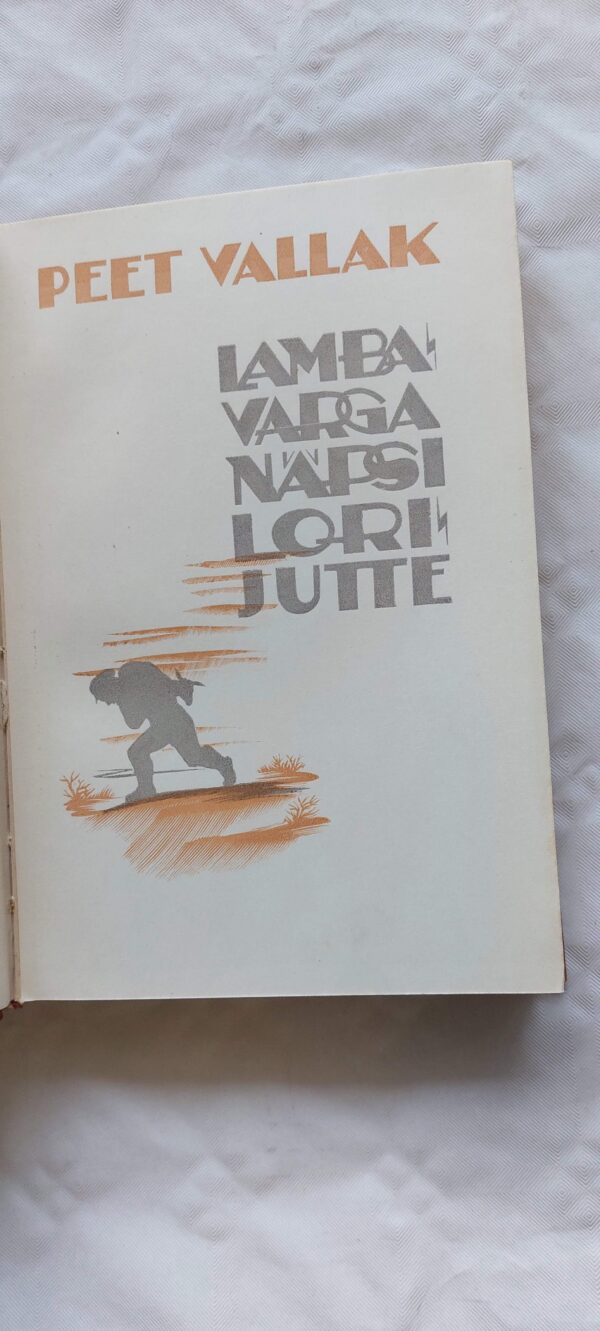 PEET VALLAK
LAMBA-
VARGA
NÄPSI
LORI-
JUTTE